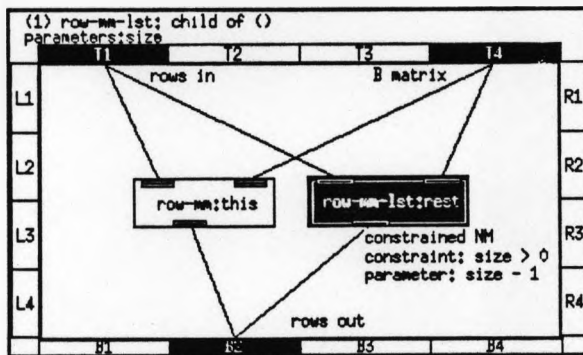 (1) row-mm-lst: child of ()
parameters:size
T1 T2 T3 T4
rows in B matrix
L1 R1
L2 R2
row-mm:this row-mm-lst:rest
L3 R3
constrained NM
constraint: size > 0
parameter: size - 1
L4 R4
rows out
B1 B2 B3 B4